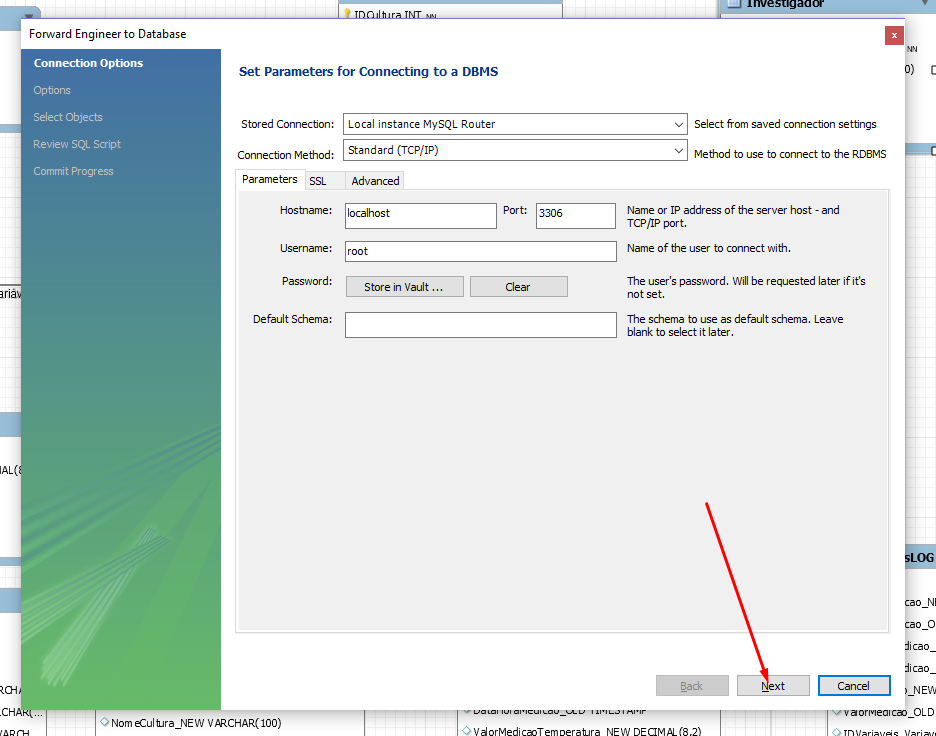 IDCultura INT NN
Investigador
Forward Engineer to Database
x
NN
Connection Options
Options
Select Objects
Review SQL Script
Commit Progress
Set Parameters for Connecting to a DBMS
Stored Connection: Local instance MySQL Router Select from saved connection settings
Connection Method: Standard (TCP/IP) Method to use to connect to the RDBMS
Parameters SSL Advanced
Hostname: localhost Port: 3306 Name or IP address of the server host - and
TCP/IP port.
Username: root Name of the user to connect with.
Password: Store in Vault ... Clear The user's password. Will be requested later if it's
not set.
Default Schema: The schema to use as default schema. Leave
blank to select it later.
sLOG
Back Next Cancel
DataHoraMedicao_OLD TIMESTAMP
ValorMedicao_OLD
NomeCultura_NEW VARCHAR(100)
ValorMedicaoTemperatura_NEW DECIMAL(8,2)
IDVariaveis_Variav